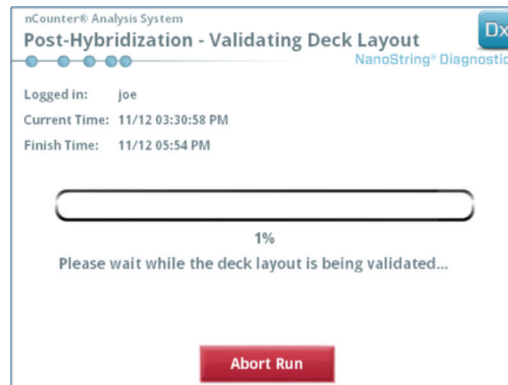 nCounter® Analysis System
Post-Hybridization - Validating Deck Layout
Dx
NanoString® Diagnostic
Logged in: joe
Current Time: 11/12 03:30:58 PM
Finish Time: 11/12 05:54 PM
1%
Please wait while the deck layout is being validated...
Abort Run